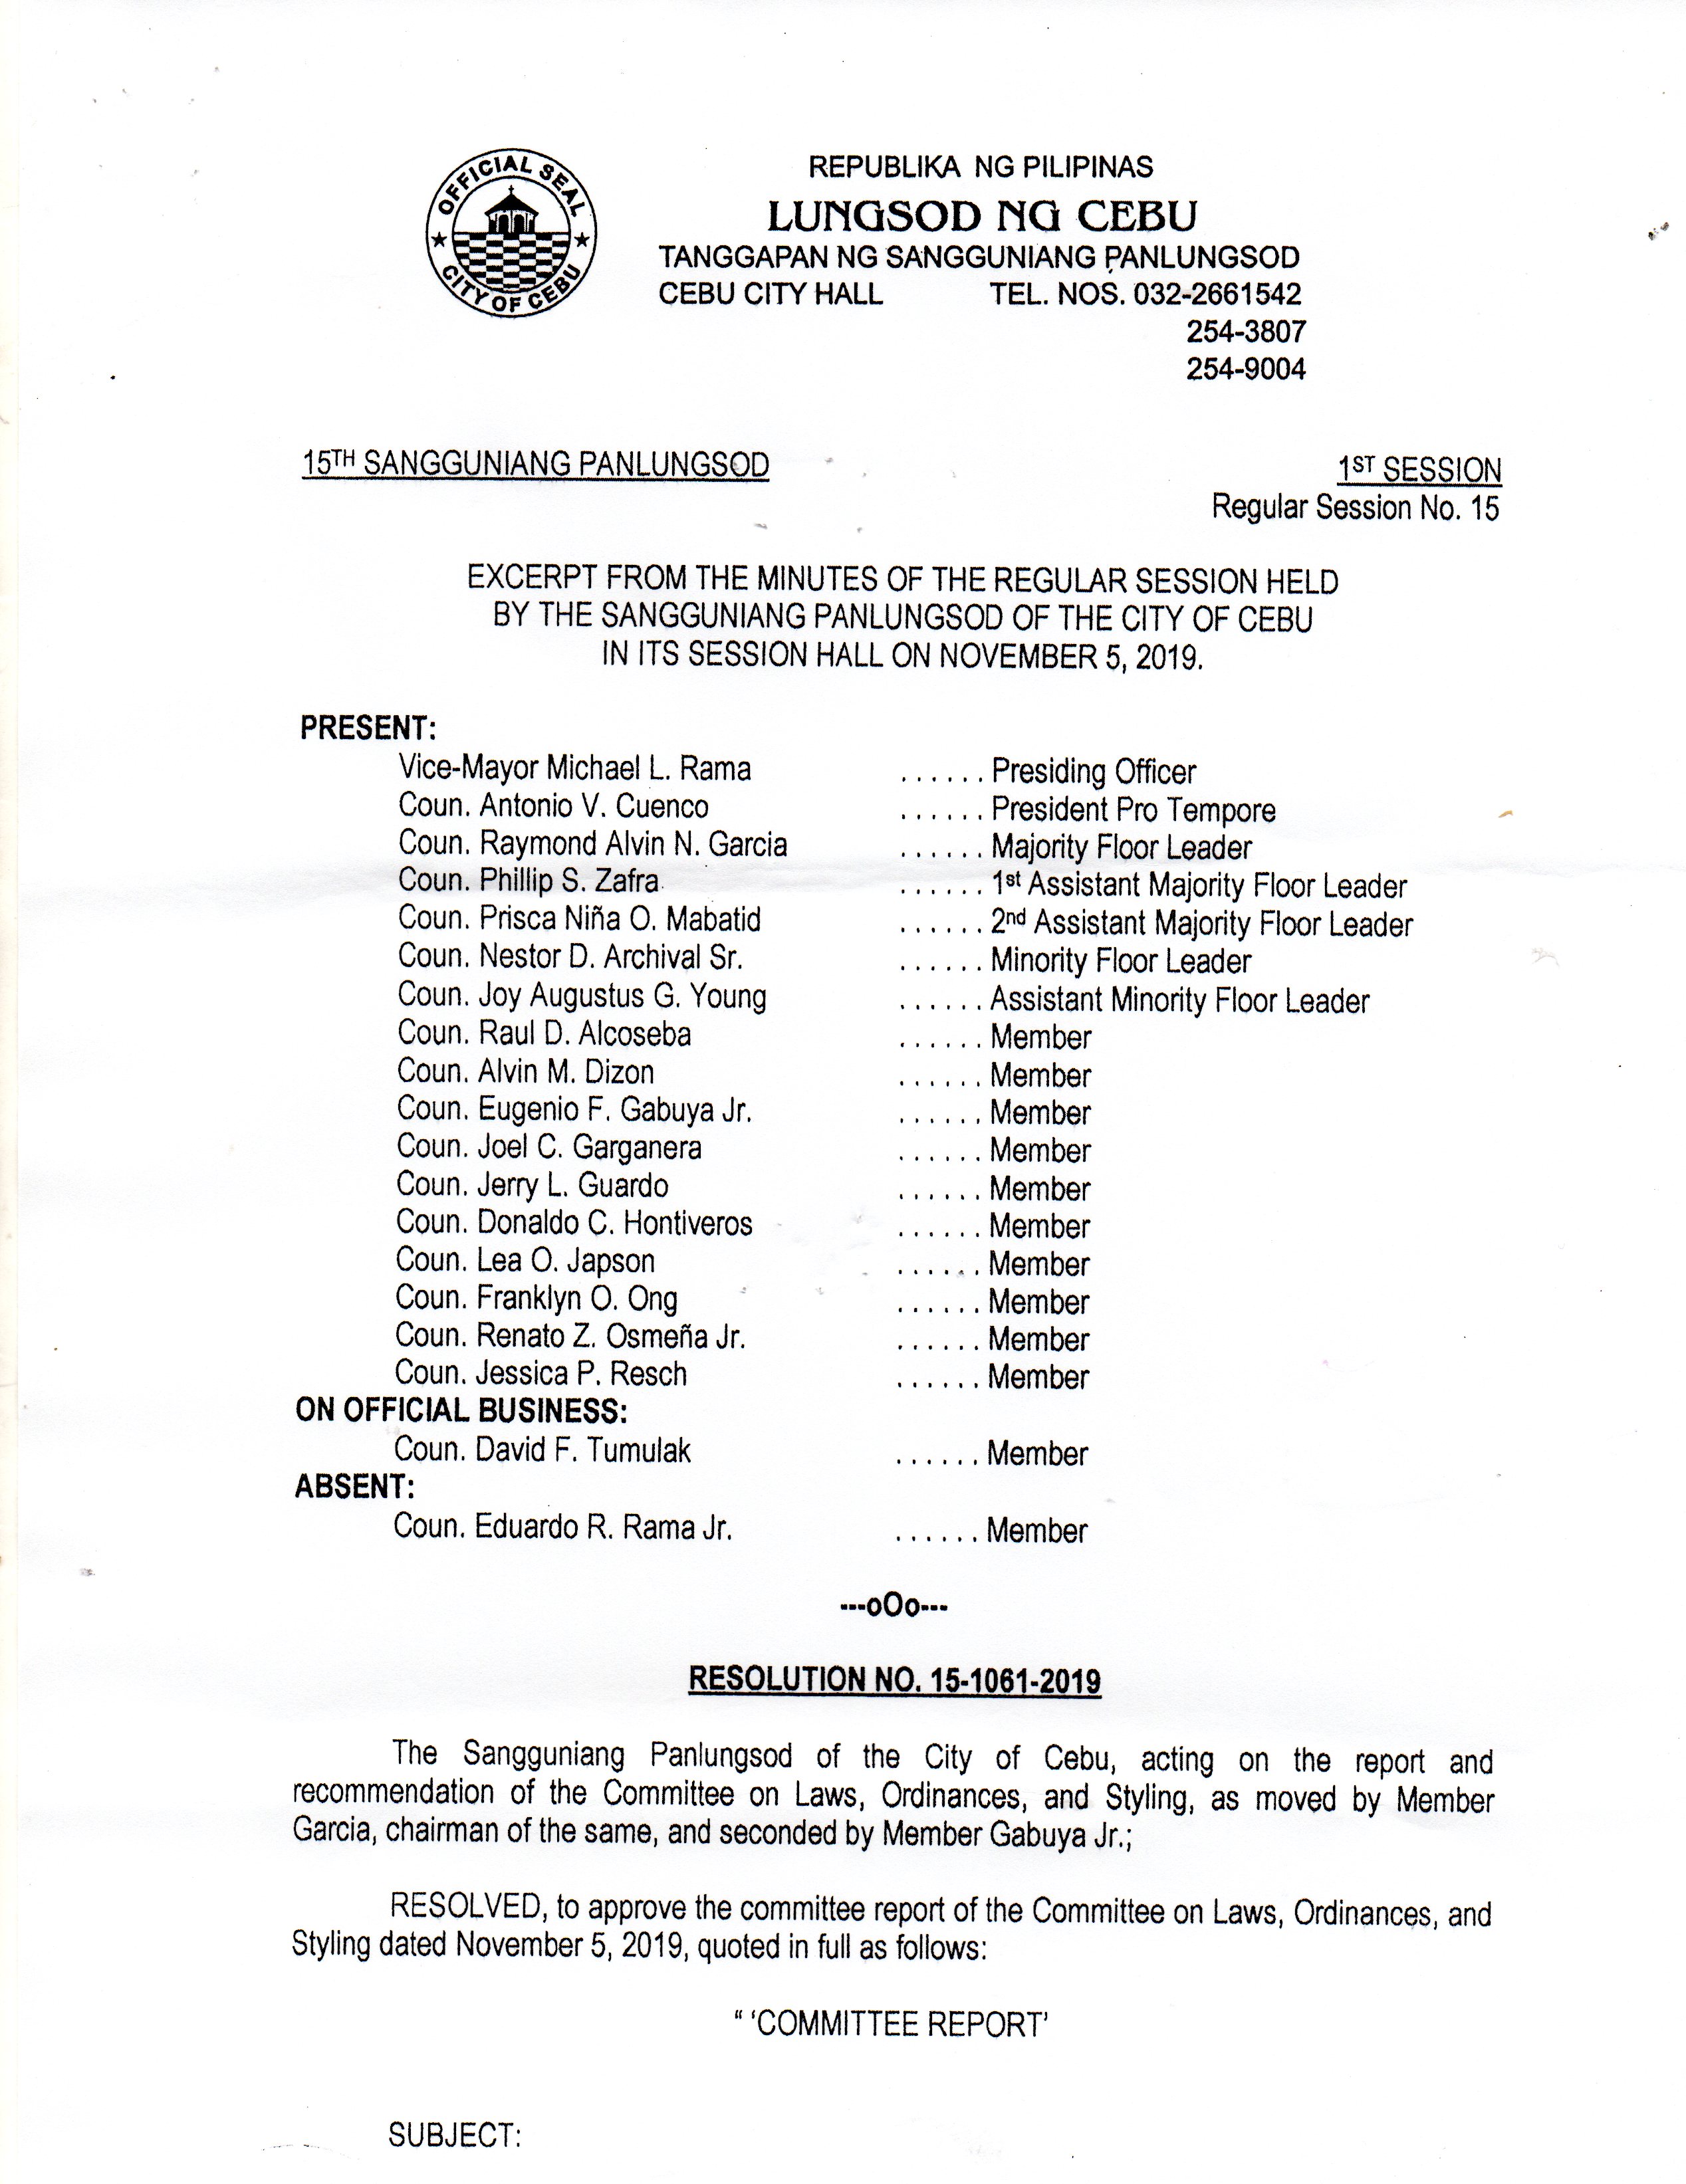 OFFICIAL SEAL
CITY OF CEBU
REPUBLIKA NG PILIPINAS
LUNGSOD NG CEBU
TANGGAPAN NG SANGGUNIANG PANLUNGSOD
CEBU CITY HALL TEL. NOS. 032-2661542
254-3807
254-9004
15TH SANGGUNIANG PANLUNGSOD 1ST SESSION
Regular Session No. 15
EXCERPT FROM THE MINUTES OF THE REGULAR SESSION HELD
BY THE SANGGUNIANG PANLUNGSOD OF THE CITY OF CEBU
IN ITS SESSION HALL ON NOVEMBER 5, 2019.
PRESENT:
Vice-Mayor Michael L. Rama ...... Presiding Officer
Coun. Antonio V. Cuenco ...... President Pro Tempore
Coun. Raymond Alvin N. Garcia ...... Majority Floor Leader
Coun. Phillip S. Zafra ...... 1st Assistant Majority Floor Leader
Coun. Prisca Niña O. Mabatid ...... 2nd Assistant Majority Floor Leader
Coun. Nestor D. Archival Sr. ...... Minority Floor Leader
Coun. Joy Augustus G. Young ...... Assistant Minority Floor Leader
Coun. Raul D. Alcoseba ...... Member
Coun. Alvin M. Dizon ...... Member
Coun. Eugenio F. Gabuya Jr. ...... Member
Coun. Joel C. Garganera ...... Member
Coun. Jerry L. Guardo ...... Member
Coun. Donaldo C. Hontiveros ...... Member
Coun. Lea O. Japson ...... Member
Coun. Franklyn O. Ong ...... Member
Coun. Renato Z. Osmeña Jr. ...... Member
Coun. Jessica P. Resch ...... Member
ON OFFICIAL BUSINESS:
Coun. David F. Tumulak ...... Member
ABSENT:
Coun. Eduardo R. Rama Jr. ...... Member
---oOo---
RESOLUTION NO. 15-1061-2019
The Sangguniang Panlungsod of the City of Cebu, acting on the report and
recommendation of the Committee on Laws, Ordinances, and Styling, as moved by Member
Garcia, chairman of the same, and seconded by Member Gabuya Jr.;
RESOLVED, to approve the committee report of the Committee on Laws, Ordinances, and
Styling dated November 5, 2019, quoted in full as follows:
“ ‘COMMITTEE REPORT’
SUBJECT: